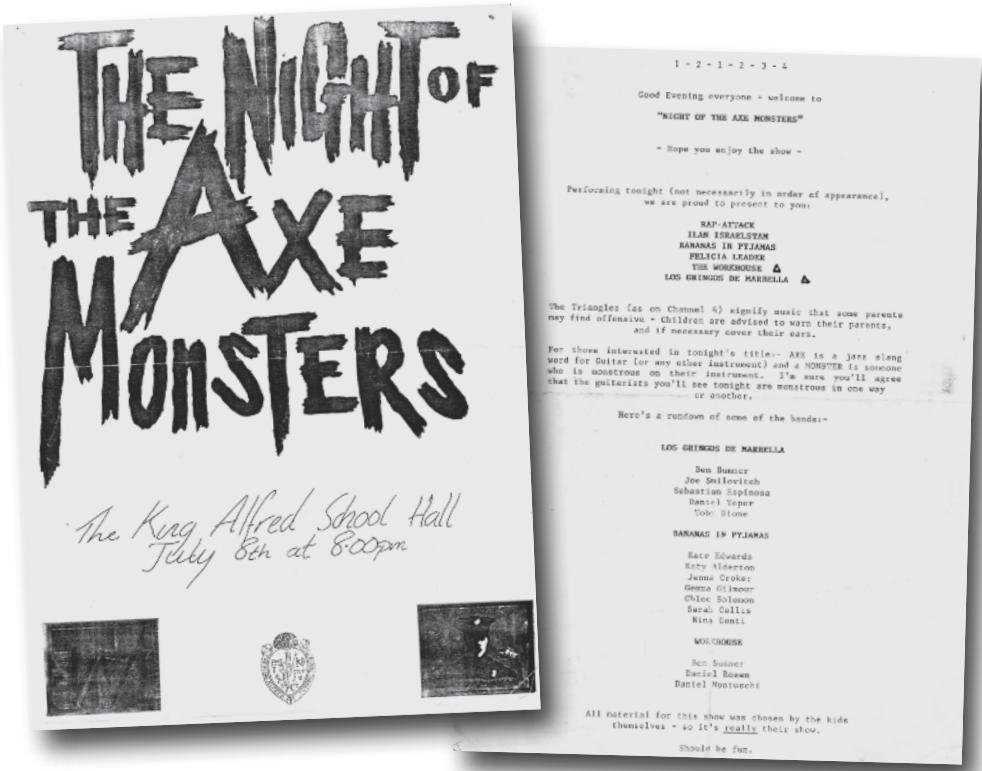 THE NIGHT OF
THE AXE
MONSTERS
The King Alfred School Hall
July 8th at 8.00pm
1 - 2 - 1 - 2 - 3 - 4
Good Evening everyone - welcome to
"NIGHT OF THE AXE MONSTERS"
- Hope you enjoy the show -
Performing tonight (not necessarily in order of appearance),
we are proud to present to you:
RAP-ATTACK
ILAN ISRAELSTAM
BANANAS IN PYJAMAS
FELICIA LEADER
THE WORKHOUSE
LOS GRINGOS DE MARBELLA
The Triangles (as on Channel 4) signify music that some parents
may find offensive - Children are advised to warn their parents,
and if necessary cover their ears.
For those interested in tonight's title:- AXE is a jazz slang
word for Guitar (or any other instrument) and a MONSTER is someone
who is monstrous on their instrument. I'm sure you'll agree
that the guitarists you'll see tonight are monstrous in one way
or another.
Here's a rundown of some of the bands:-
LOS GRINGOS DE MARBELLA
Ben Sumner
Joe Smilovitch
Sebastian Espinosa
Daniel Teper
Toby Stone
BANANAS IN PYJAMAS
Kate Edwards
Katy Alderton
Jenna Croker
Gemma Gilmour
Chloe Solomon
Sarah Callis
Nina Conti
WORKHOUSE
Ben Sumner
Daniel Rosen
Daniel
All material for this show was chosen by the kids
themselves - so it's really their show.
Should be fun.